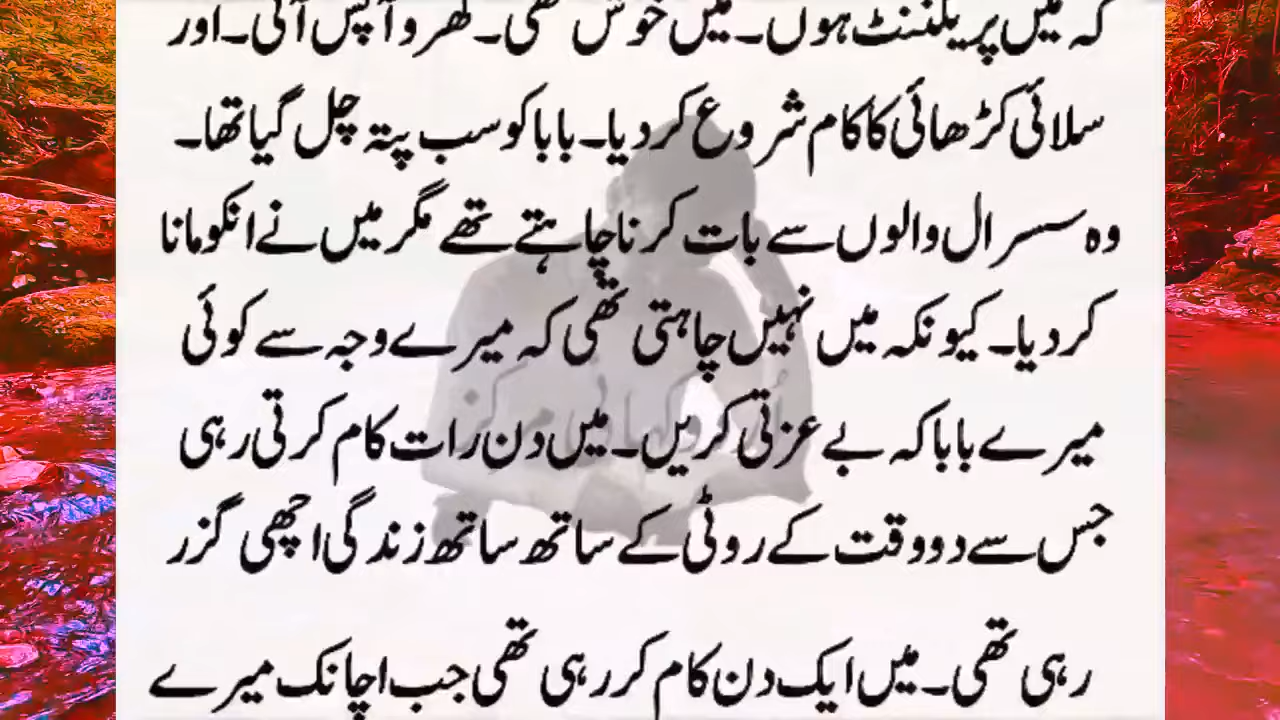 کہ میں پریگننٹ ہوں۔ میں خوش تھی۔ گھر وآپس آئی۔ اور
سلائی کڑھائی کا کام شروع کر دیا۔ بابا کو سب پتہ چل گیا تھا۔
وہ سسرال والوں سے بات کرنا چاہتے تھے مگر میں نے انکو مانا
کر دیا۔ کیونکہ میں نہیں چاہتی تھی کہ میرے وجہ سے کوئی
میرے بابا کہ بے عزتی کریں۔ میں دن رات کام کرتی رہی
جس سے دو وقت کے روٹی کے ساتھ ساتھ زندگی اچھی گزر
رہی تھی۔ میں ایک دن کام کر رہی تھی جب اچانک میرے